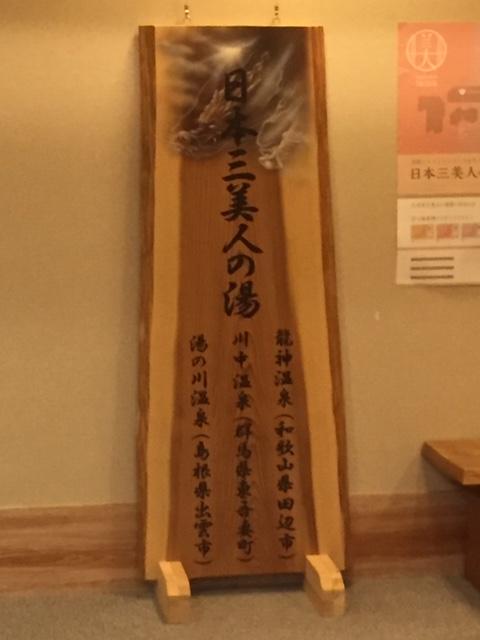 日本三美人の湯
龍神温泉(和歌山県田辺市)
川中温泉(群馬県東吾妻町)
湯の川温泉(島根県出雲市)
日本三美人